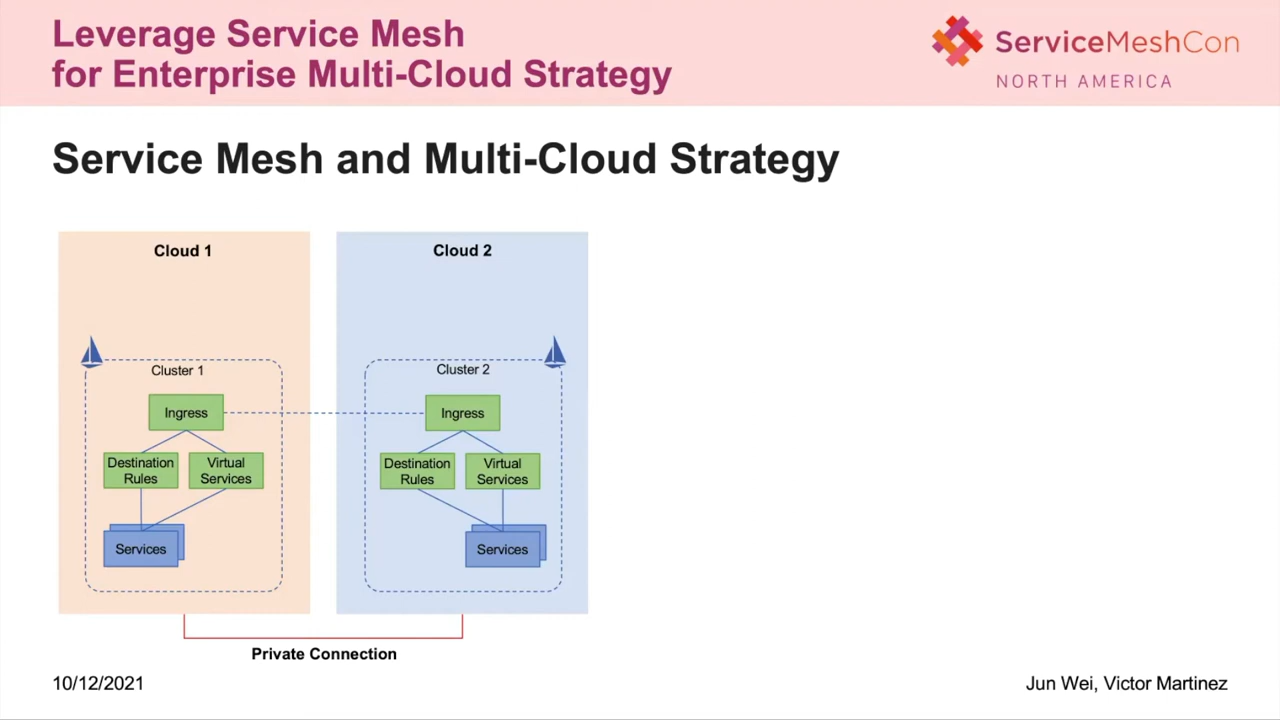 Leverage Service Mesh
for Enterprise Multi-Cloud Strategy
ServiceMeshCon
NORTH AMERICA
Service Mesh and Multi-Cloud Strategy
Cloud 1
Cluster 1
Ingress
Destination
Rules
Virtual
Services
Services
Cloud 2
Cluster 2
Ingress
Destination
Rules
Virtual
Services
Services
Private Connection
10/12/2021
Jun Wei, Victor Martinez